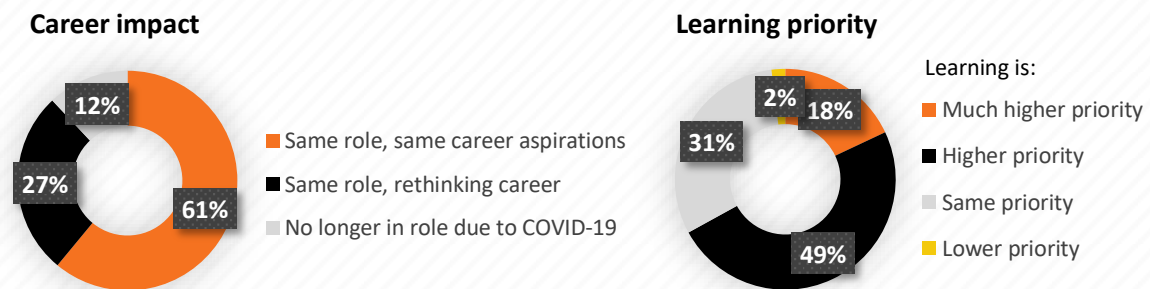 Career impact
12%
27%
61%
Same role, same career aspirations
Same role, rethinking career
No longer in role due to COVID-19
Learning priority
2%
18%
31%
49%
Learning is:
Much higher priority
Higher priority
Same priority
Lower priority